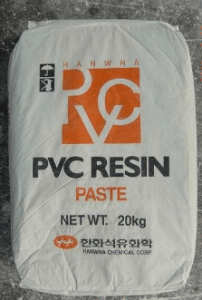 HANWHA
PVC
PVC RESIN
PASTE
NET WT. 20kg
한화석유화학
HANWHA CHEMICAL CORP.